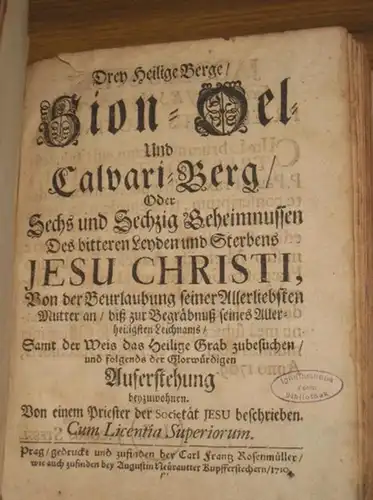 Drey Heilige Berge/
Sion-Oel-
Und
Calvari-Berg/
Oder
Sechs und Sechzig Geheimnussen
Des bitteren Leyden und Sterbens
JESU CHRISTI,
Von der Beurlaubung seiner Allerliebsten
Mutter an/ biß zur Begräbnuß seines Aller-
heiligsten Leichnams/
Samt der Weis das Heilige Grab zubesuchen/
und folgends der Glorwürdigen
Auferstehung
beyzuwohnen.
Von einem Priester der Societät JESU beschrieben.
Cum Licentia Superiorum.
Prag/ gedruckt und zufinden bey Carl Frantz Rosenmüller/
wie auch zufinden bey Augustin Neüräutter Kupfferstechern/ 1710.